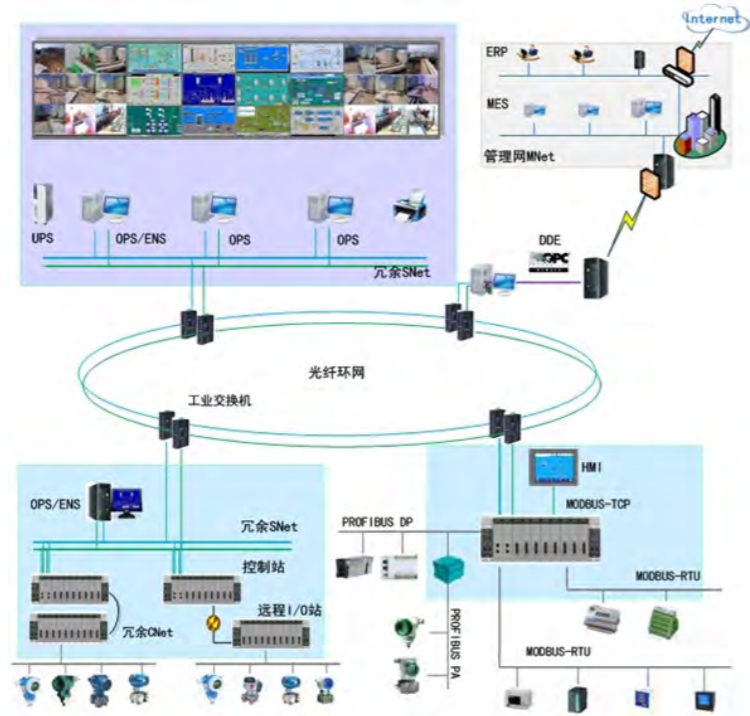 Internet
ERP
MES
管理网MNet
UPS
OPS/ENS
OPS
OPS
冗余SNet
DDE
OPC
光纤环网
工业交换机
OPS/ENS
冗余SNet
控制站
远程I/O站
冗余CNet
HMI
MODBUS-TCP
PROFIBUS DP
MODBUS-RTU
PROFIBUS PA
MODBUS-RTU